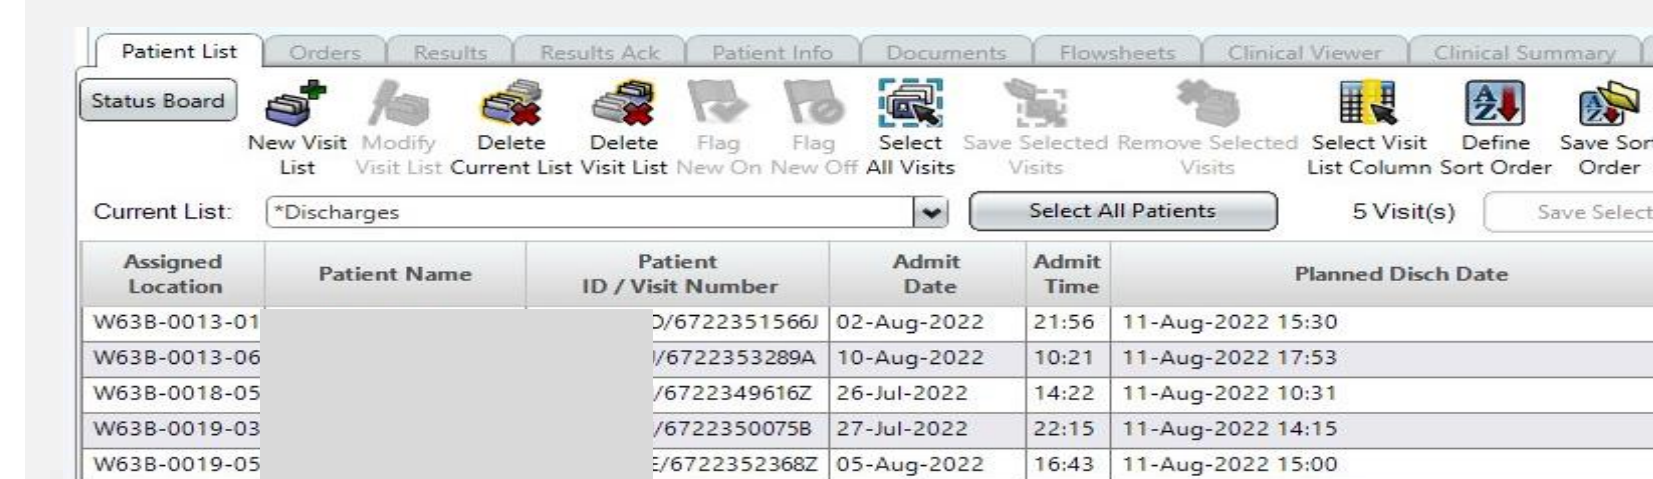 Patient List Orders Results Results Ack Patient Info Documents Flowsheets Clinical Viewer Clinical Summary
Status Board
New Visit List Modify Visit List Delete Current List Delete Visit List Flag New On Flag New Off Select All Visits Save Selected Visits Remove Selected Visits Select Visit List Column Define Sort Order Save Sort Order
Current List: *Discharges Select All Patients 5 Visit(s) Save Select
Assigned Location Patient Name Patient ID / Visit Number Admit Date Admit Time Planned Disch Date
W63B-0013-01 /6722351566J 02-Aug-2022 21:56 11-Aug-2022 15:30
W63B-0013-06 /6722353289A 10-Aug-2022 10:21 11-Aug-2022 17:53
W63B-0018-05 /6722349616Z 26-Jul-2022 14:22 11-Aug-2022 10:31
W63B-0019-03 /6722350075B 27-Jul-2022 22:15 11-Aug-2022 14:15
W63B-0019-05 E/6722352368Z 05-Aug-2022 16:43 11-Aug-2022 15:00